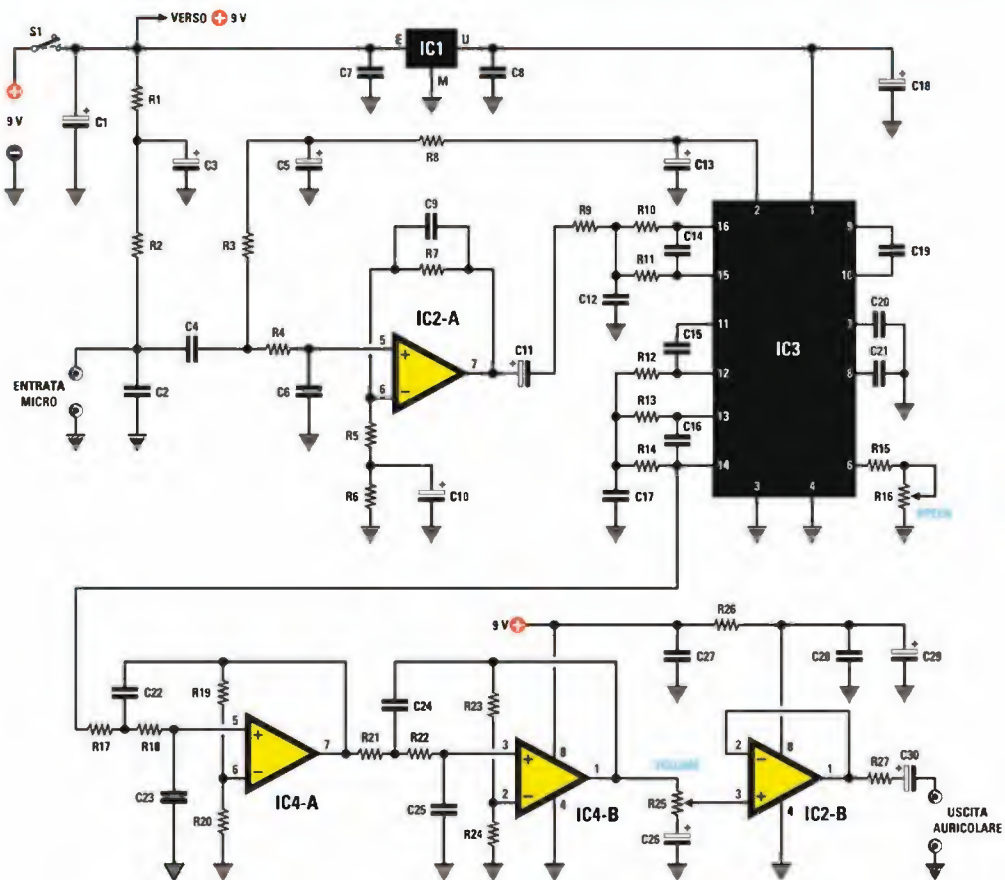 S1
VERSO + 9 V
E
IC1
U
M
C7
C8
C18
R1
+
9 V
-
C1
C3
C5
R8
C13
2
1
R2
R3
C9
R7
R9
R10
16
C14
R11
15
9
C19
10
C12
IC2-A
C4
R4
5
7
C11
6
C15
11
IC3
C20
R12
12
8
C21
ENTRATA
MICRO
C2
C6
R5
R13
13
C16
R14
14
6
R15
R16
R6
C10
C17
3
4
9 V +
R26
C27
C28
C29
C22
R19
C24
R23
R17
R18
5
7
R21
R22
3
8
1
VOLUME
2
8
1
R27
C30
6
IC4-A
2
R25
3
C23
R20
C25
R24
4
IC4-B
C26
4
IC2-B
USCITA
AURICOLARE